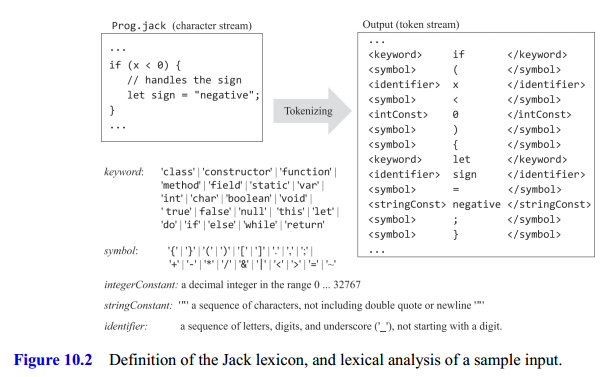 Prog.jack (character stream)
...
if (x < 0) {
// handles the sign
let sign = "negative";
}
...
Tokenizing
Output (token stream)
...
<keyword> if </keyword>
<symbol> ( </symbol>
<identifier> x </identifier>
<symbol> < </symbol>
<intConst> 0 </intConst>
<symbol> ) </symbol>
<symbol> { </symbol>
<keyword> let </keyword>
<identifier> sign </identifier>
<symbol> = </symbol>
<stringConst> negative </stringConst>
<symbol> ; </symbol>
<symbol> } </symbol>
...
keyword: 'class' | 'constructor' | 'function' |
'method' | 'field' | 'static' | 'var' |
'int' | 'char' | 'boolean' | 'void' |
'true' | false' | 'null' | 'this' | 'let' |
'do' | 'if' | 'else' | 'while' | 'return'
symbol: '{' | '}' | '(' | ')' | '[' | ']' | '.' | ',' | ';' |
'+' | '-' | '*' | '/' | '&' | '|' | '<' | '>' | '=' | '~'
integerConstant: a decimal integer in the range 0 ... 32767
stringConstant: '"' a sequence of characters, not including double quote or newline '"'
identifier: a sequence of letters, digits, and underscore ('_'), not starting with a digit.
Figure 10.2 Definition of the Jack lexicon, and lexical analysis of a sample input.